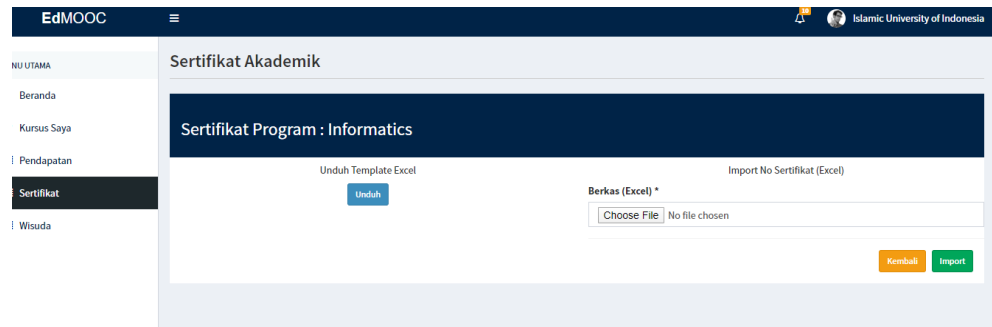 EdMOOC
10
Islamic University of Indonesia
NU UTAMA
Beranda
Kursus Saya
Pendapatan
Sertifikat
Wisuda
Sertifikat Akademik
Sertifikat Program : Informatics
Unduh Template Excel
Unduh
Import No Sertifikat (Excel)
Berkas (Excel) *
Choose File No file chosen
Kembali Import